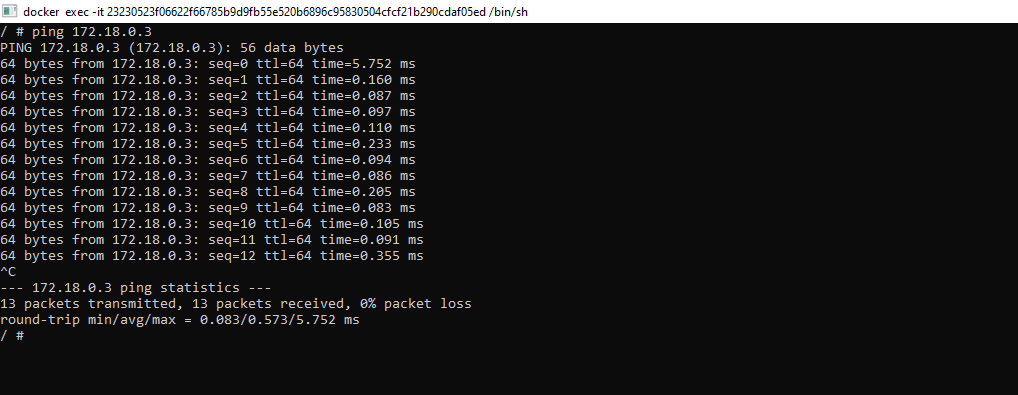 docker exec -it 23230523f06622f66785b9d9fb55e520b6896c95830504cfcf21b290cdaf05ed /bin/sh
/ # ping 172.18.0.3
PING 172.18.0.3 (172.18.0.3): 56 data bytes
64 bytes from 172.18.0.3: seq=0 ttl=64 time=5.752 ms
64 bytes from 172.18.0.3: seq=1 ttl=64 time=0.160 ms
64 bytes from 172.18.0.3: seq=2 ttl=64 time=0.087 ms
64 bytes from 172.18.0.3: seq=3 ttl=64 time=0.097 ms
64 bytes from 172.18.0.3: seq=4 ttl=64 time=0.110 ms
64 bytes from 172.18.0.3: seq=5 ttl=64 time=0.233 ms
64 bytes from 172.18.0.3: seq=6 ttl=64 time=0.094 ms
64 bytes from 172.18.0.3: seq=7 ttl=64 time=0.086 ms
64 bytes from 172.18.0.3: seq=8 ttl=64 time=0.205 ms
64 bytes from 172.18.0.3: seq=9 ttl=64 time=0.083 ms
64 bytes from 172.18.0.3: seq=10 ttl=64 time=0.105 ms
64 bytes from 172.18.0.3: seq=11 ttl=64 time=0.091 ms
64 bytes from 172.18.0.3: seq=12 ttl=64 time=0.355 ms
^C
--- 172.18.0.3 ping statistics ---
13 packets transmitted, 13 packets received, 0% packet loss
round-trip min/avg/max = 0.083/0.573/5.752 ms
/ #